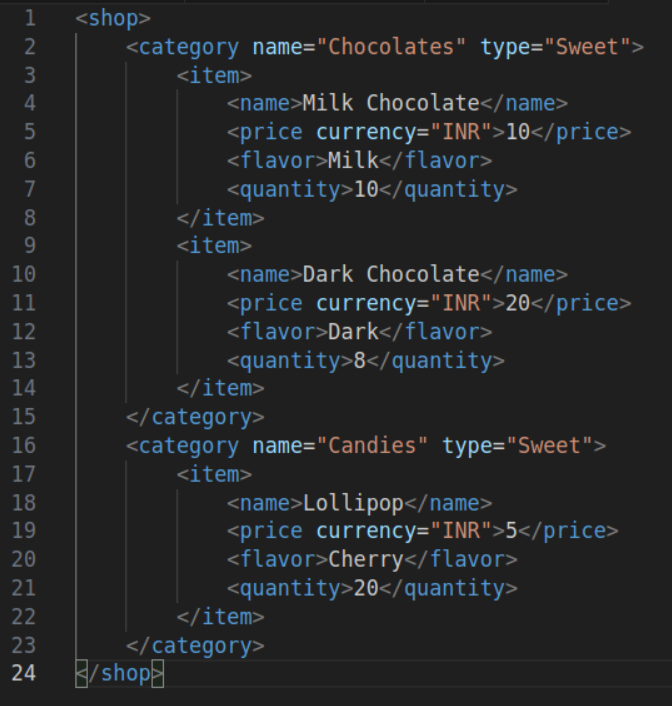 1 <shop>
2     <category name="Chocolates" type="Sweet">
3         <item>
4             <name>Milk Chocolate</name>
5             <price currency="INR">10</price>
6             <flavor>Milk</flavor>
7             <quantity>10</quantity>
8         </item>
9         <item>
10             <name>Dark Chocolate</name>
11             <price currency="INR">20</price>
12             <flavor>Dark</flavor>
13             <quantity>8</quantity>
14         </item>
15     </category>
16     <category name="Candies" type="Sweet">
17         <item>
18             <name>Lollipop</name>
19             <price currency="INR">5</price>
20             <flavor>Cherry</flavor>
21             <quantity>20</quantity>
22         </item>
23     </category>
24 </shop>